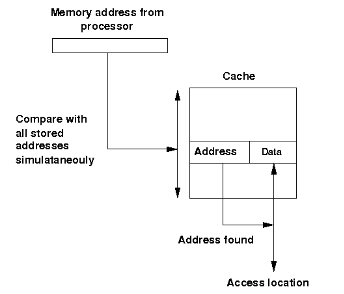 Memory address from
processor
Cache
Compare with
all stored
addresses
simulataneouly
Address
Data
Address found
Access location